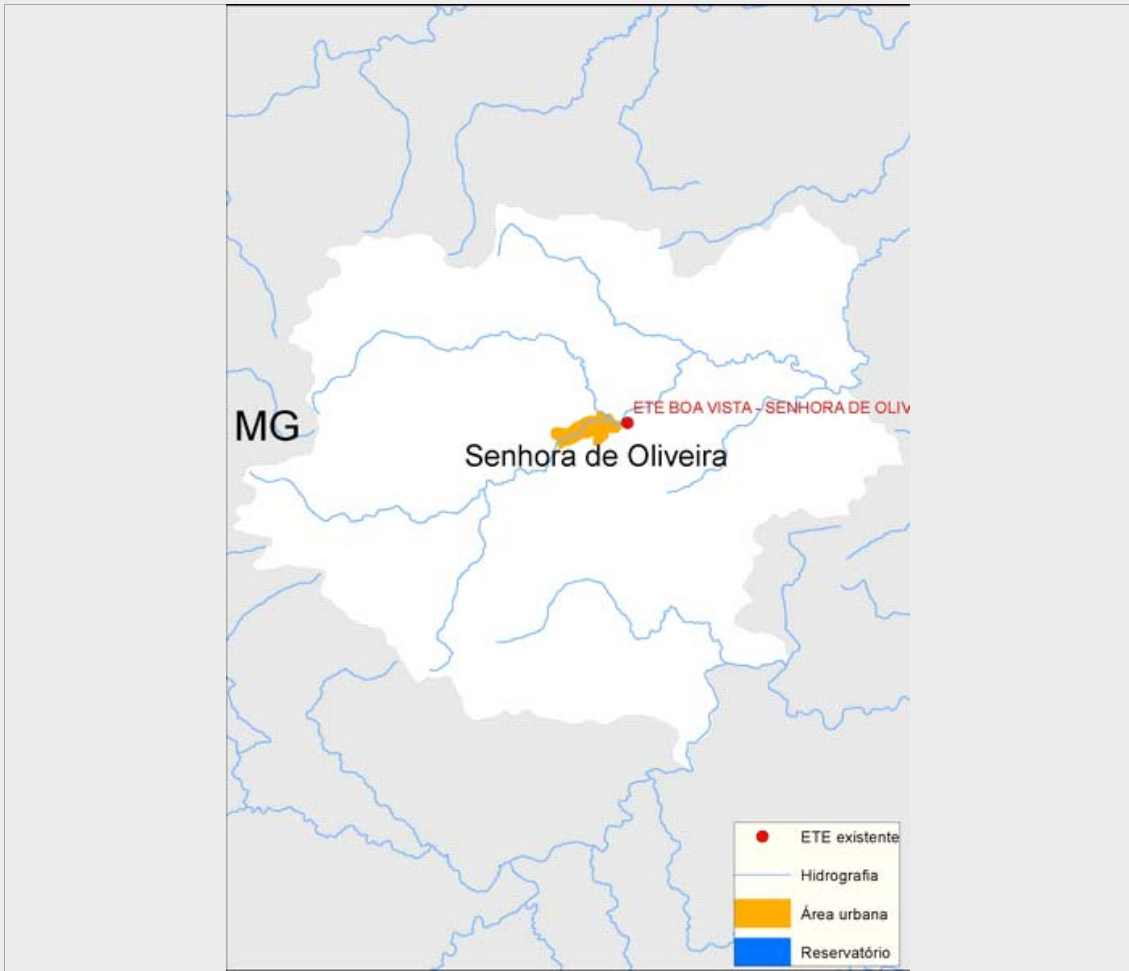 ETE BOA VISTA - SENHORA DE OLIV
MG
Senhora de Oliveira
ETE existente
Hidrografia
Área urbana
Reservatório